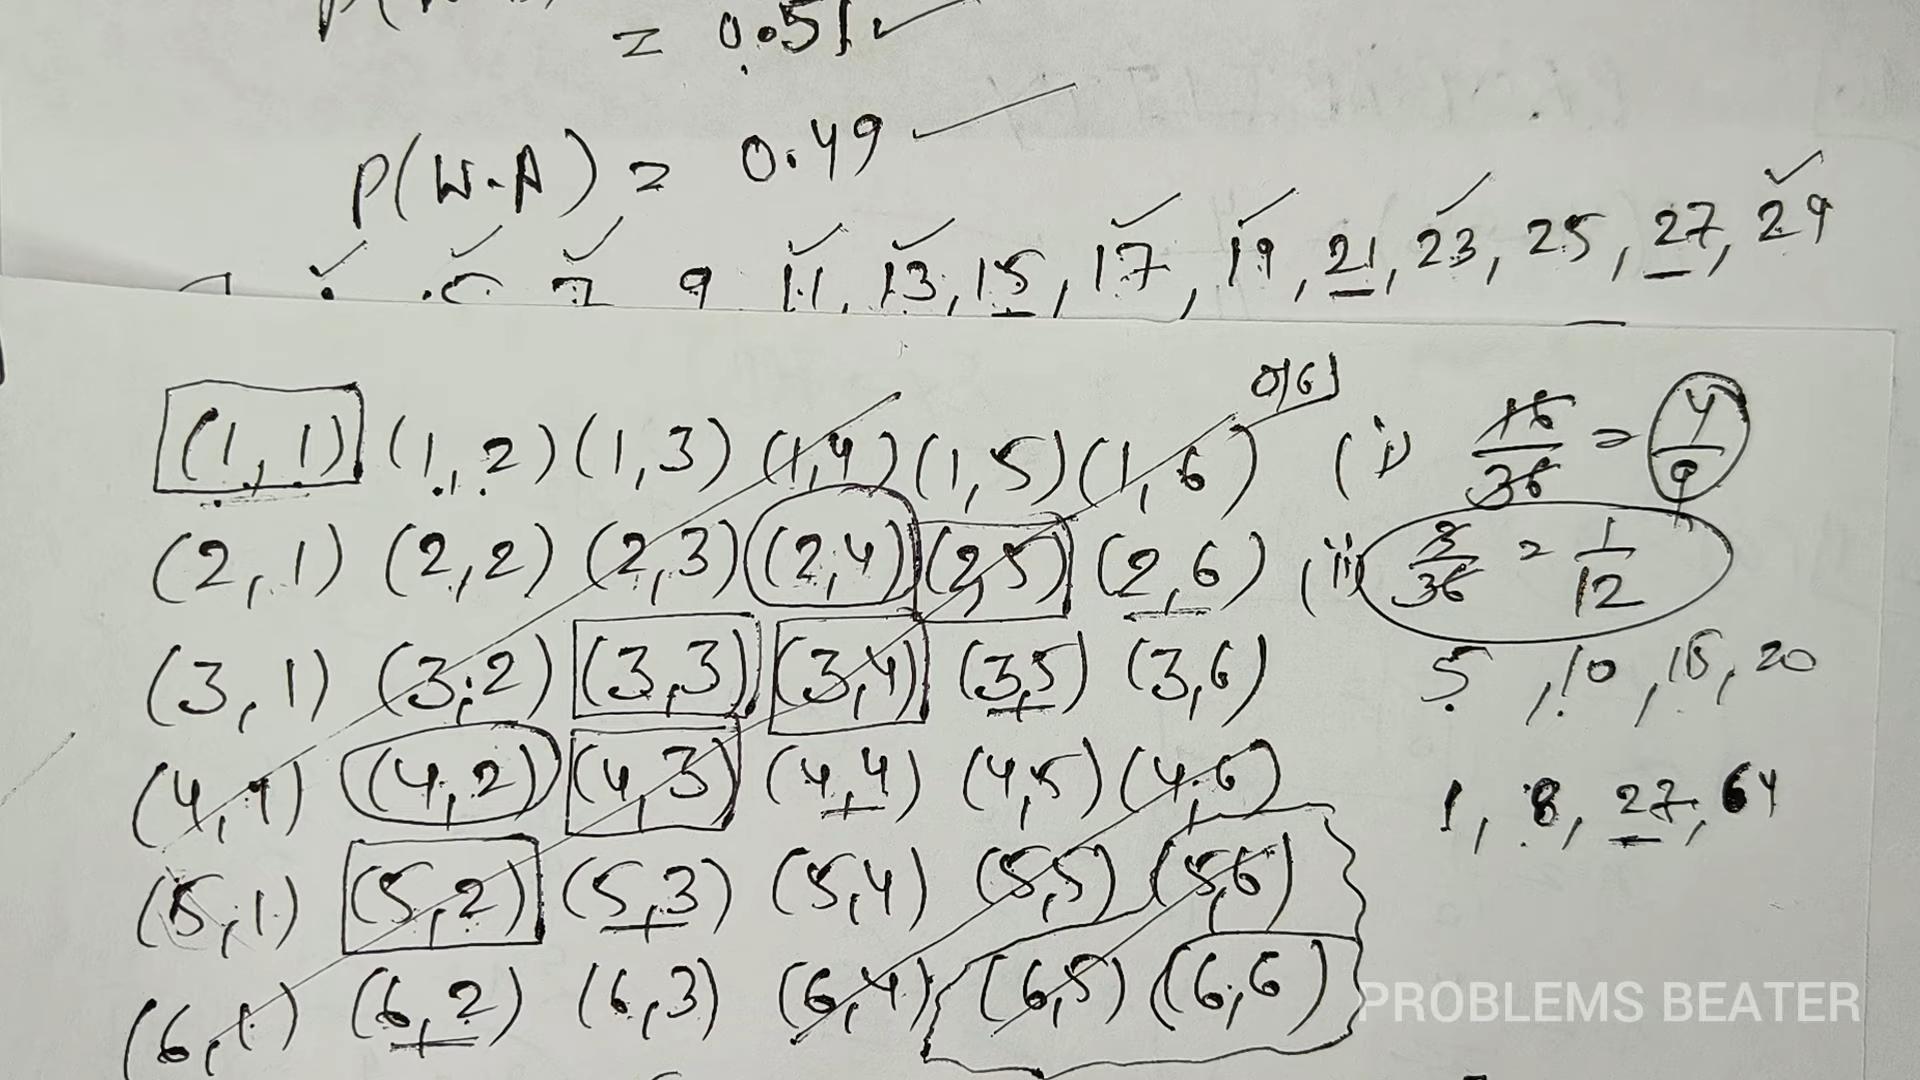 = 0.51
P(W.A) = 0.49
7 9 11, 13, 15, 17, 19, 21, 23, 25, 27, 29
(1, 1) (1, 2) (1, 3) (1, 4) (1, 5) (1, 6) (i) 16/36 = 4/9
(2, 1) (2, 2) (2, 3) (2, 4) (2, 5) (2, 6) (ii) 3/36 = 1/12
(3, 1) (3, 2) (3, 3) (3, 4) (3, 5) (3, 6) 5, 10, 15, 20
(4, 1) (4, 2) (4, 3) (4, 4) (4, 5) (4, 6) 1, 8, 27, 64
(5, 1) (5, 2) (5, 3) (5, 4) (5, 5) (5, 6)
(6, 1) (6, 2) (6, 3) (6, 4) (6, 5) (6, 6)
PROBLEMS BEATER